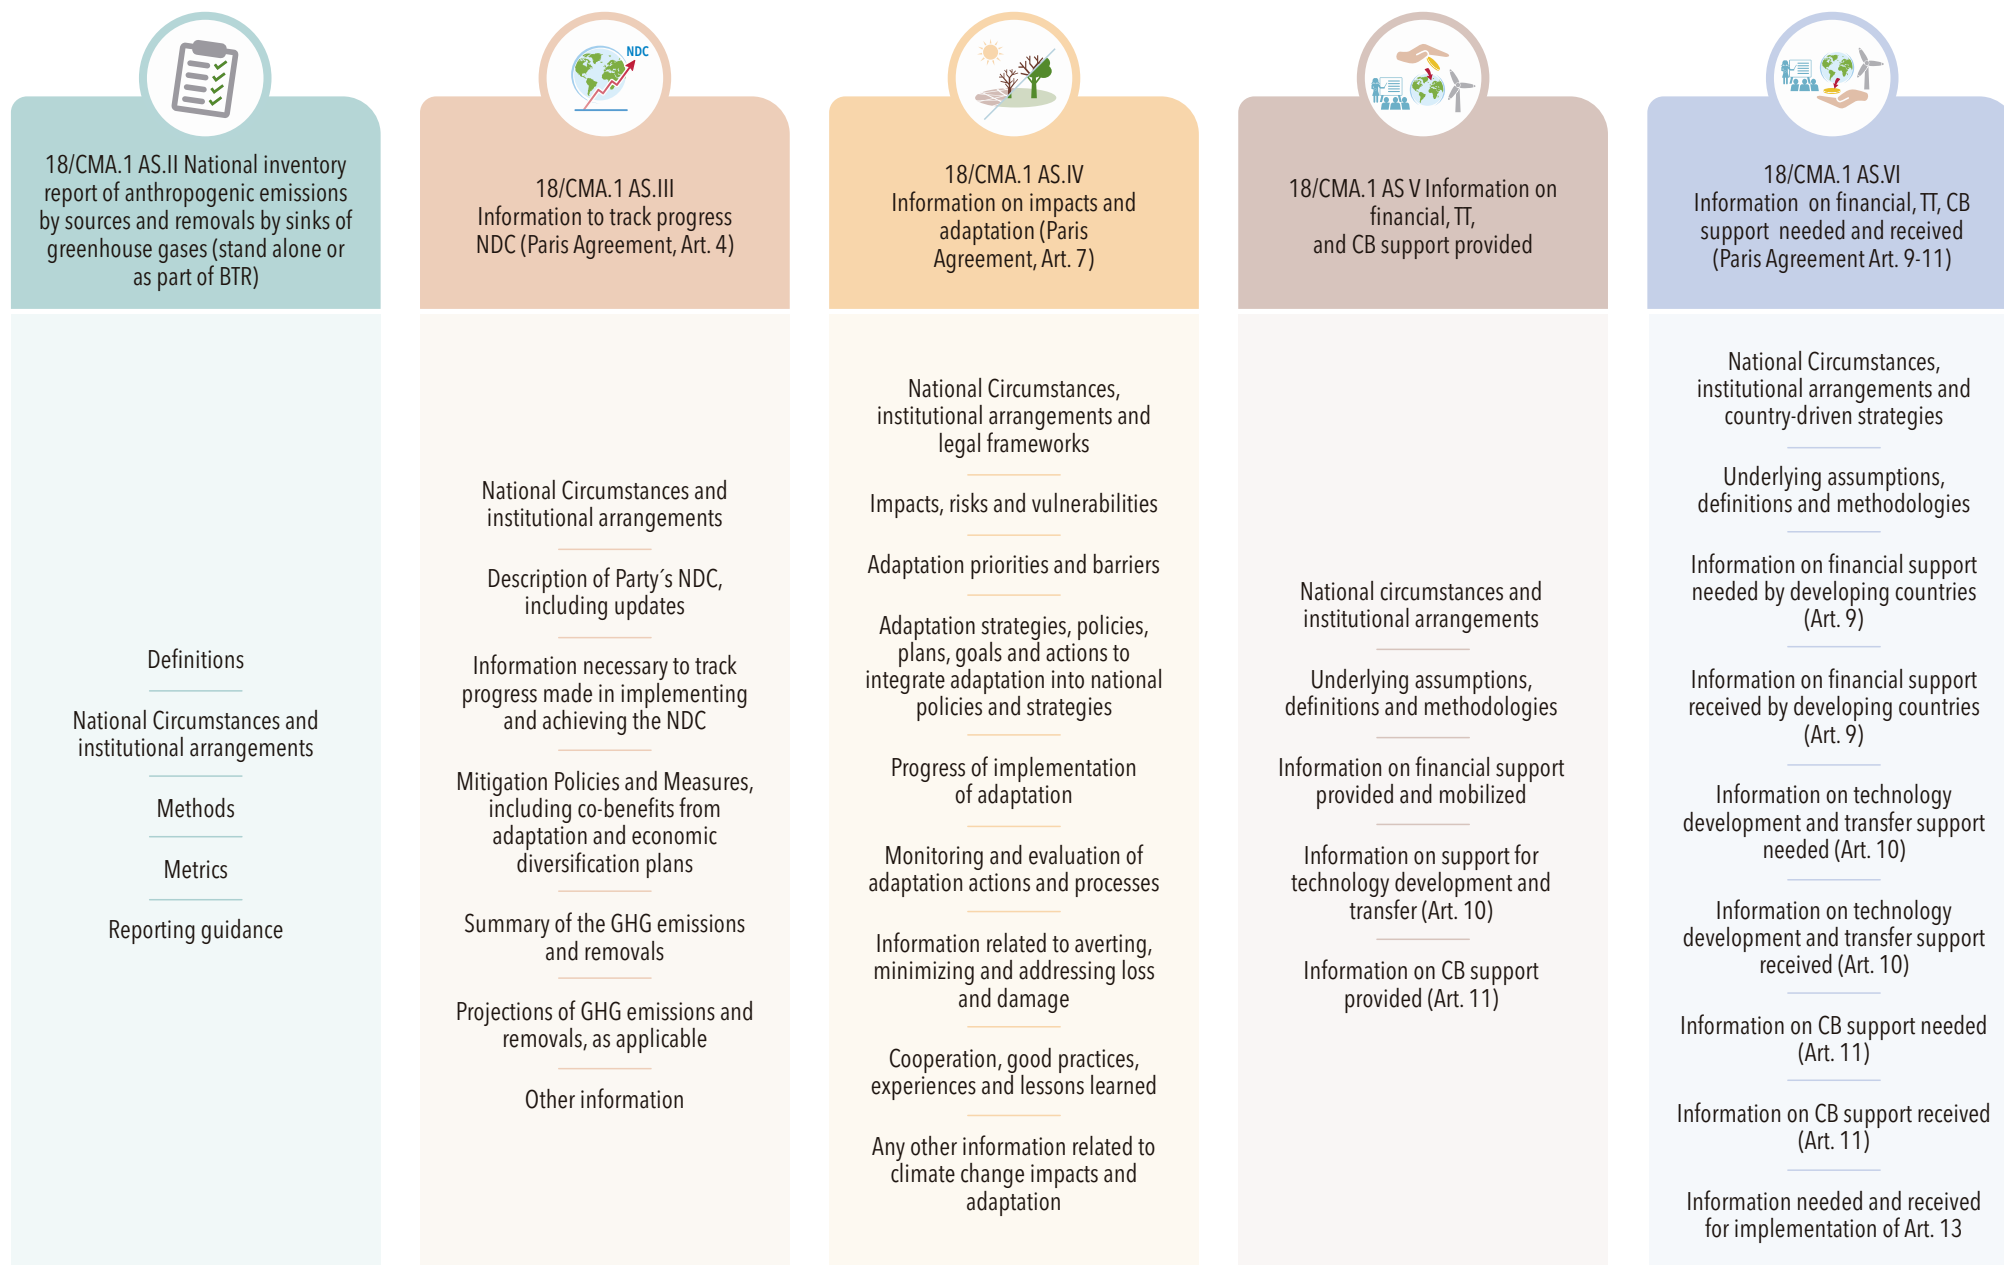 NDC
18/CMA.1 AS.II National inventory
report of anthropogenic emissions
by sources and removals by sinks of
greenhouse gases (stand alone or
as part of BTR)
Definitions
National Circumstances and
institutional arrangements
Methods
Metrics
Reporting guidance
18/CMA.1 AS.III
Information to track progress
NDC (Paris Agreement, Art. 4)
National Circumstances and
institutional arrangements
Description of Party´s NDC,
including updates
Information necessary to track
progress made in implementing
and achieving the NDC
Mitigation Policies and Measures,
including co-benefits from
adaptation and economic
diversification plans
Summary of the GHG emissions
and removals
Projections of GHG emissions and
removals, as applicable
Other information
18/CMA.1 AS.IV
Information on impacts and
adaptation (Paris
Agreement, Art. 7)
National Circumstances,
institutional arrangements and
legal frameworks
Impacts, risks and vulnerabilities
Adaptation priorities and barriers
Adaptation strategies, policies,
plans, goals and actions to
integrate adaptation into national
policies and strategies
Progress of implementation
of adaptation
Monitoring and evaluation of
adaptation actions and processes
Information related to averting,
minimizing and addressing loss
and damage
Cooperation, good practices,
experiences and lessons learned
Any other information related to
climate change impacts and
adaptation
18/CMA.1 AS V Information on
financial, TT,
and CB support provided
National circumstances and
institutional arrangements
Underlying assumptions,
definitions and methodologies
Information on financial support
provided and mobilized
Information on support for
technology development and
transfer (Art. 10)
Information on CB support
provided (Art. 11)
18/CMA.1 AS.VI
Information on financial, TT, CB
support needed and received
(Paris Agreement Art. 9-11)
National Circumstances,
institutional arrangements and
country-driven strategies
Underlying assumptions,
definitions and methodologies
Information on financial support
needed by developing countries
(Art. 9)
Information on financial support
received by developing countries
(Art. 9)
Information on technology
development and transfer support
needed (Art. 10)
Information on technology
development and transfer support
received (Art. 10)
Information on CB support needed
(Art. 11)
Information on CB support received
(Art. 11)
Information needed and received
for implementation of Art. 13